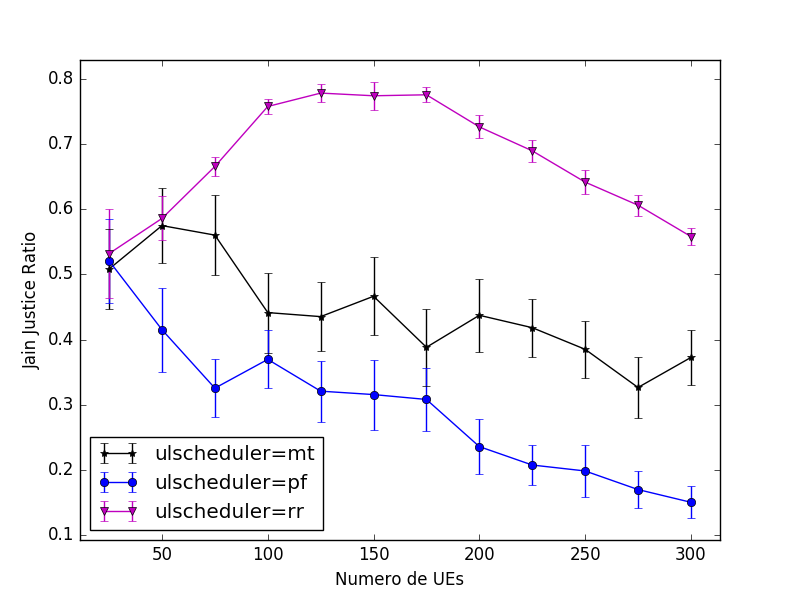 0.8
0.7
0.6
0.5
0.4
0.3
0.2
0.1
Jain Justice Ratio
ulscheduler=mt
ulscheduler=pf
ulscheduler=rr
50 100 150 200 250 300
Numero de UEs